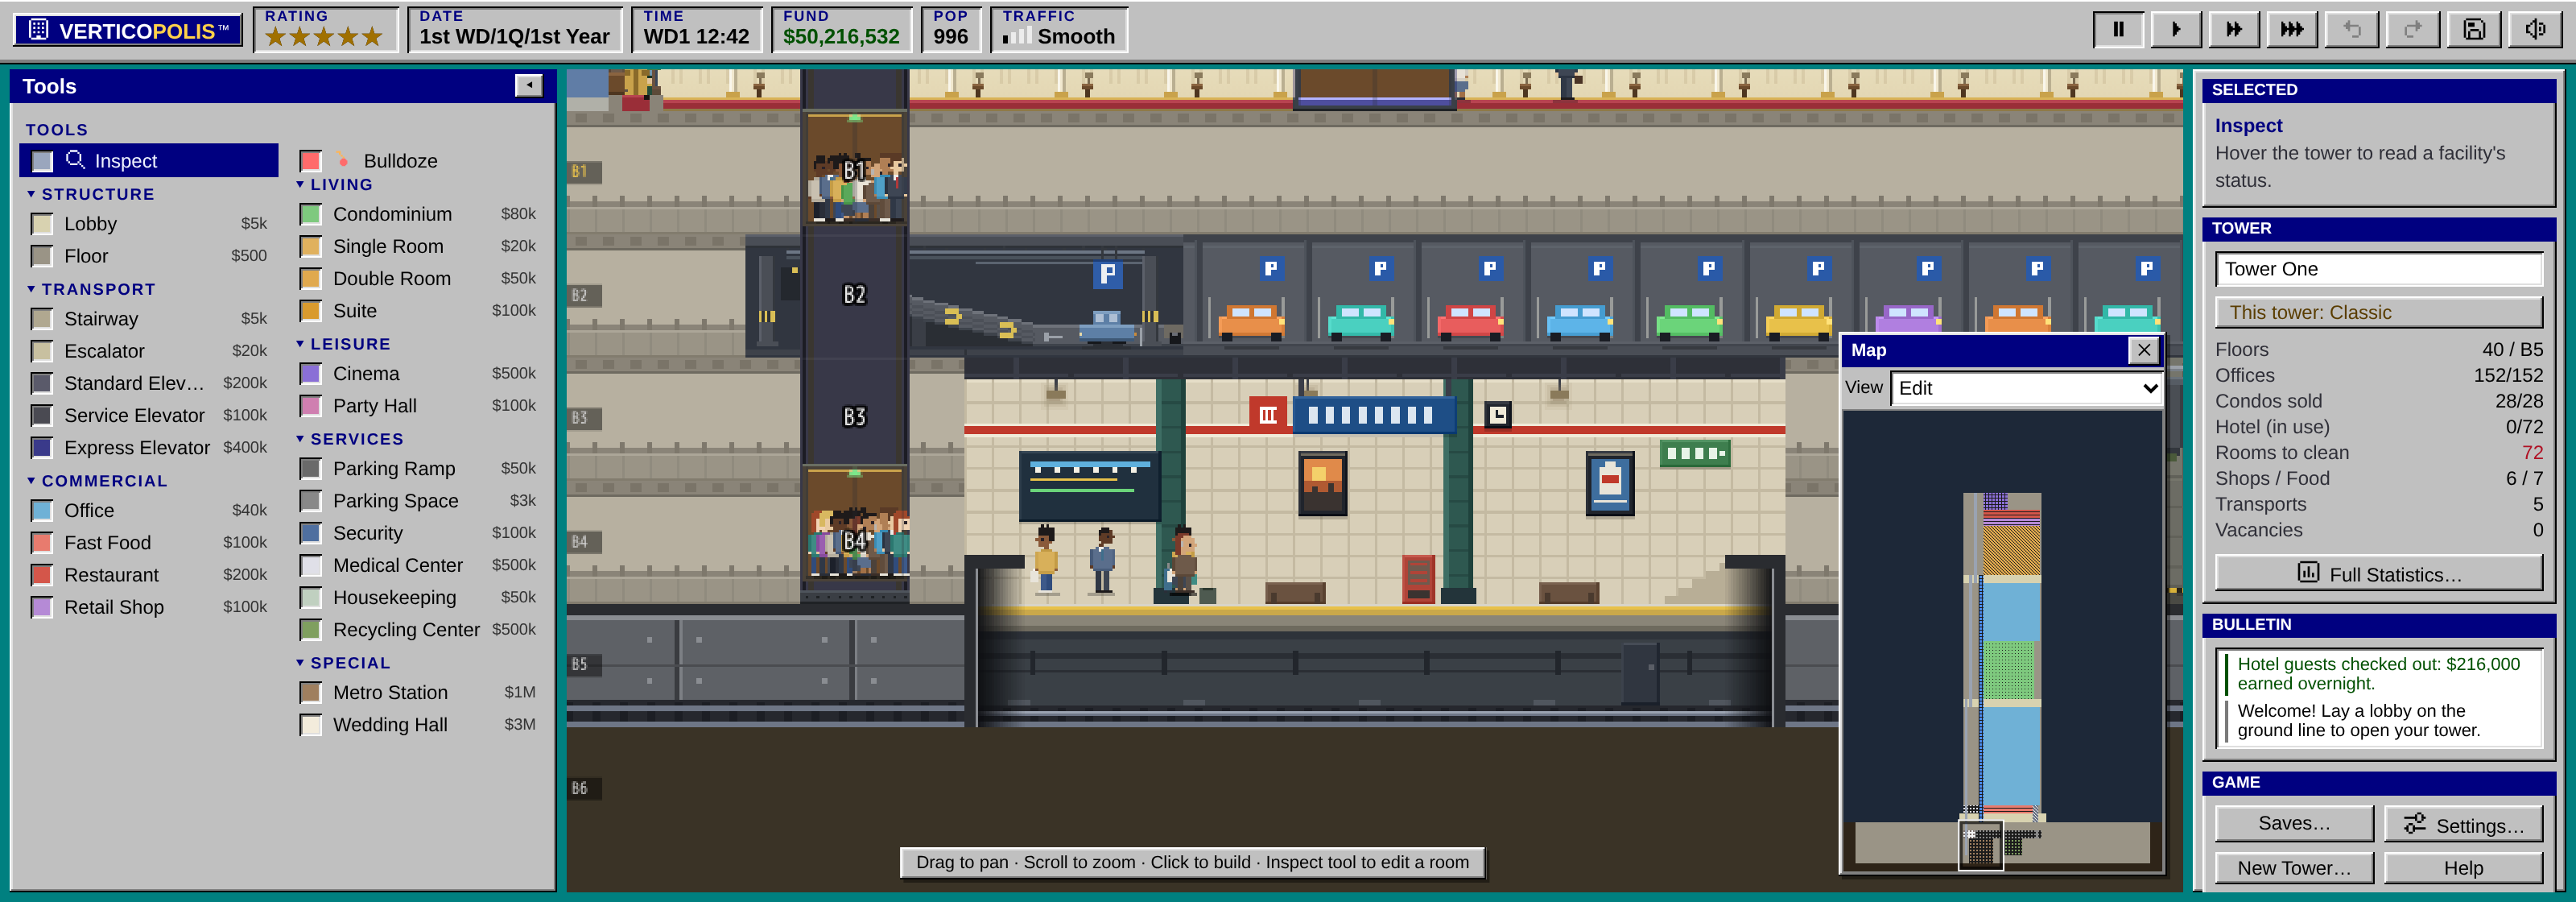 VERTICOPOLIS™
RATING
DATE
1st WD/1Q/1st Year
TIME
WD1 12:42
FUND
$50,216,532
POP
996
TRAFFIC
Smooth
Tools
TOOLS
Inspect
Bulldoze
STRUCTURE
Lobby $5k
Floor $500
TRANSPORT
Stairway $5k
Escalator $20k
Standard Elev… $200k
Service Elevator $100k
Express Elevator $400k
COMMERCIAL
Office $40k
Fast Food $100k
Restaurant $200k
Retail Shop $100k
LIVING
Condominium $80k
Single Room $20k
Double Room $50k
Suite $100k
LEISURE
Cinema $500k
Party Hall $100k
SERVICES
Parking Ramp $50k
Parking Space $3k
Security $100k
Medical Center $500k
Housekeeping $50k
Recycling Center $500k
SPECIAL
Metro Station $1M
Wedding Hall $3M
B1 B1
B2 B2 P P P P P P P P P P
B3 B3
B4 B4
B5
B6
Drag to pan · Scroll to zoom · Click to build · Inspect tool to edit a room
Map
View Edit
SELECTED
Inspect
Hover the tower to read a facility's
status.
TOWER
Tower One
This tower: Classic
Floors 40 / B5
Offices 152/152
Condos sold 28/28
Hotel (in use) 0/72
Rooms to clean 72
Shops / Food 6 / 7
Transports 5
Vacancies 0
Full Statistics…
BULLETIN
Hotel guests checked out: $216,000
earned overnight.
Welcome! Lay a lobby on the
ground line to open your tower.
GAME
Saves… Settings…
New Tower… Help